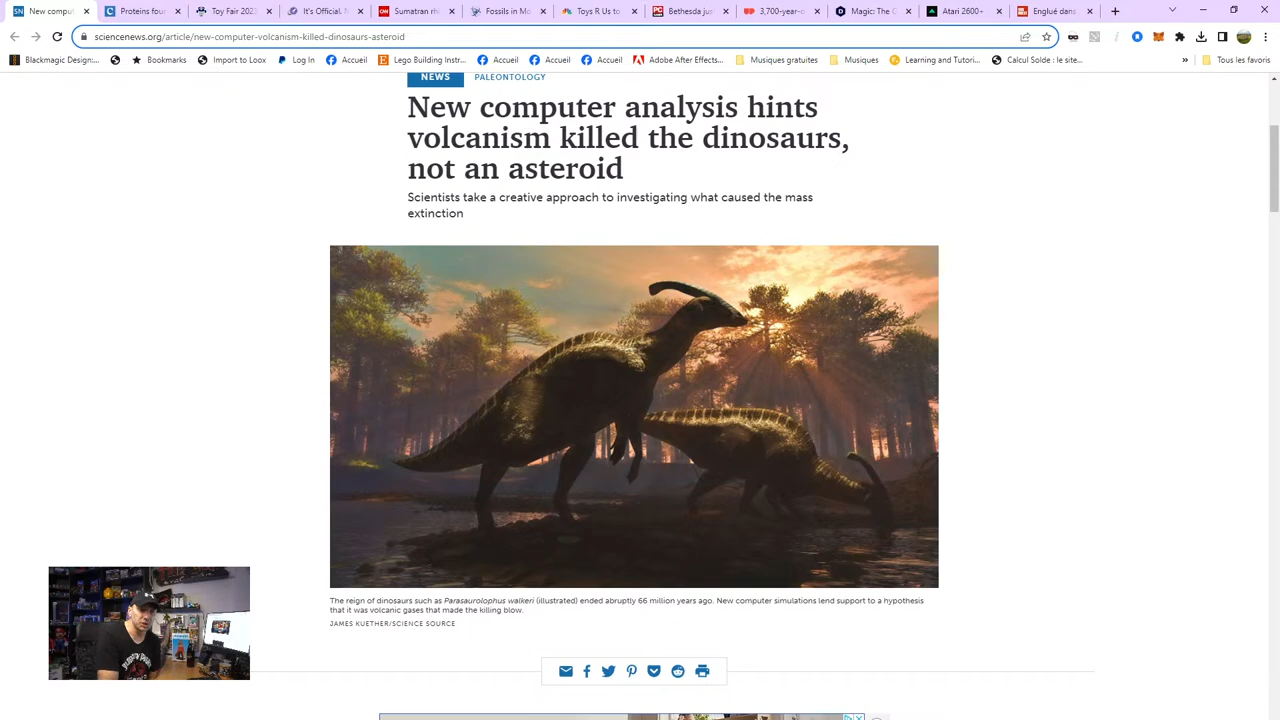 New comput
Proteins foun
Toy Fair 2023:
It's Official. N
Sumatran rh
Fossils in Mo
Toys R Us to
Bethesda jus
3,700-year-o
Magic: The G
Atari 2600+
Englué dans
sciencenews.org/article/new-computer-volcanism-killed-dinosaurs-asteroid
Blackmagic Design:...
Bookmarks
Import to Loox
Log In
Accueil
Lego Building Instr...
Accueil
Accueil
Accueil
Adobe After Effects...
Musiques gratuites
Musiques
Learning and Tutori...
Calcul Solde : le site...
»
Tous les favoris
NEWS PALEONTOLOGY
New computer analysis hints
volcanism killed the dinosaurs,
not an asteroid
Scientists take a creative approach to investigating what caused the mass
extinction
The reign of dinosaurs such as Parasaurolophus walkeri (illustrated) ended abruptly 66 million years ago. New computer simulations lend support to a hypothesis
that it was volcanic gases that made the killing blow.
JAMES KUETHER/SCIENCE SOURCE